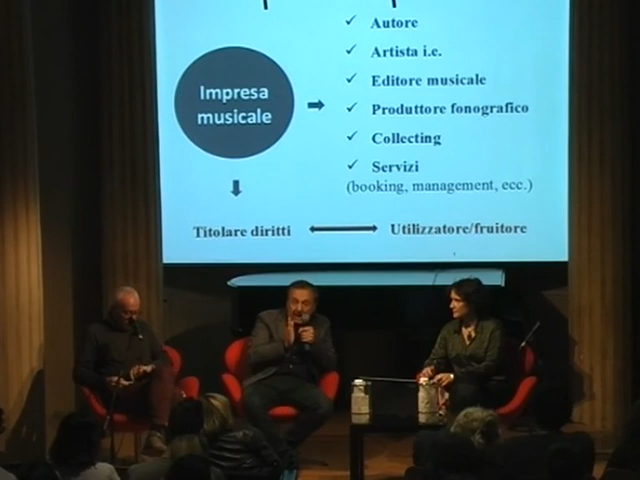 Autore
Artista i.e.
Editore musicale
Impresa
musicale
Produttore fonografico
Collecting
Servizi
(booking, management, ecc.)
Titolare diritti
Utilizzatore/fruitore